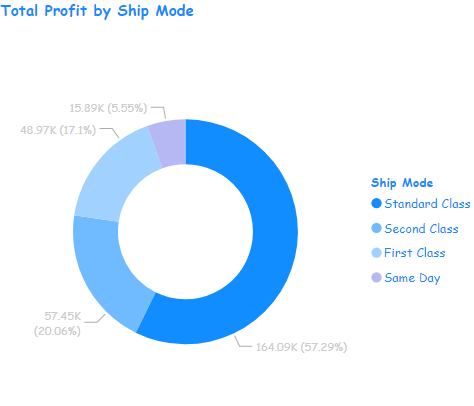 Total Profit by Ship Mode
15.89K (5.55%)
48.97K (17.1%)
57.45K
(20.06%)
164.09K (57.29%)
Ship Mode
Standard Class
Second Class
First Class
Same Day